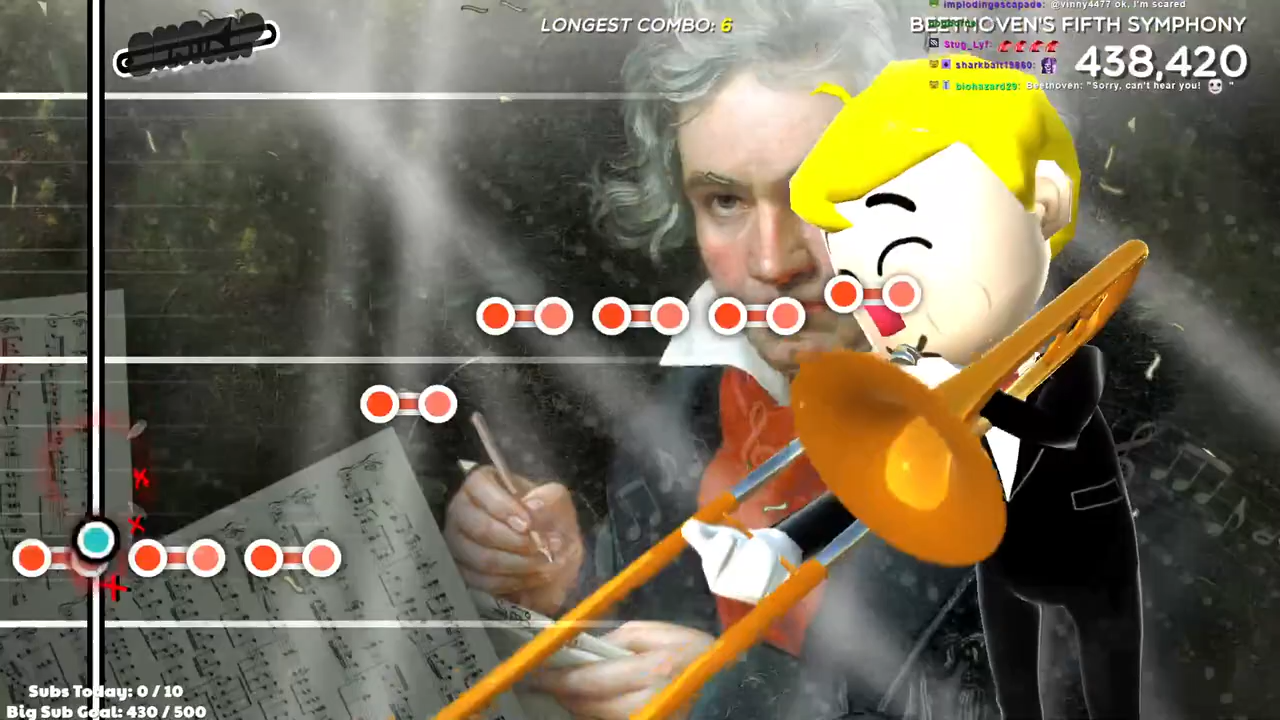 implodingescapade: @vinny4477 ok, I'm scared
LONGEST COMBO: 6
BEETHOVEN'S FIFTH SYMPHONY
Stug_Lyf:
438,420
sharkbait19860:
biohazard29: Beethoven: "Sorry, can't hear you! "
Subs Today: 0 / 10
Big Sub Goal: 430 / 500